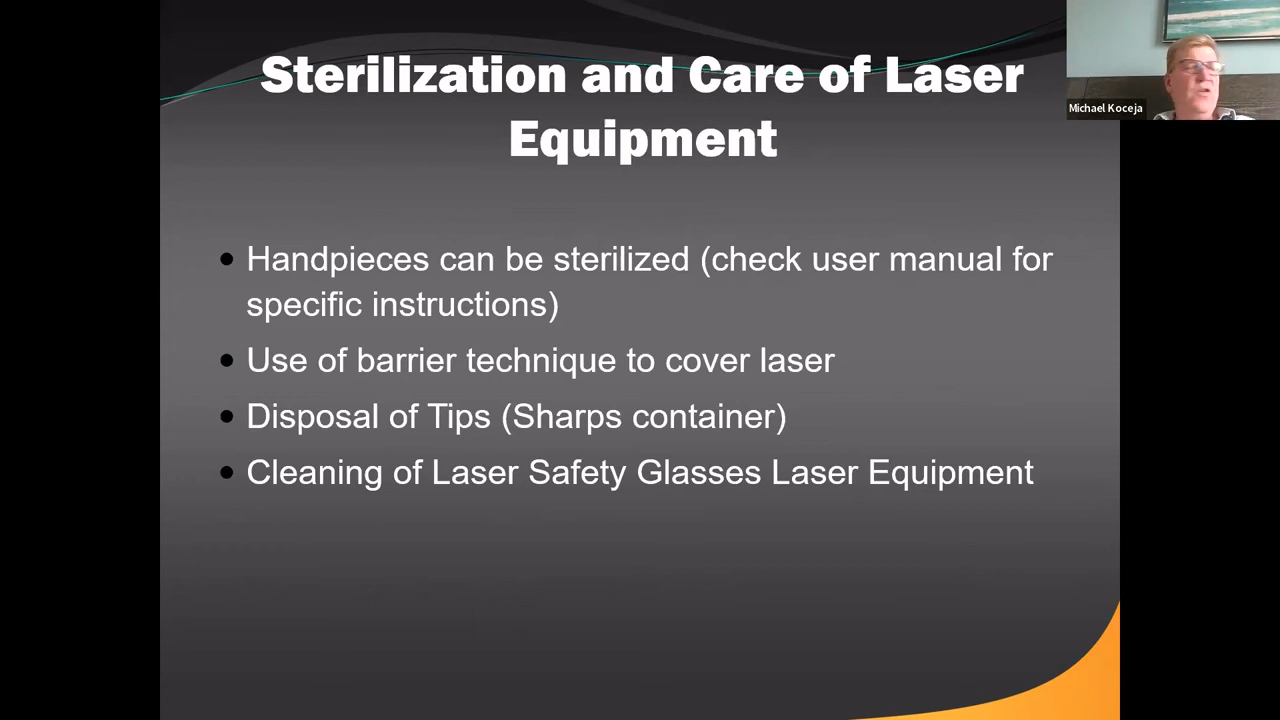 Sterilization and Care of Laser
Equipment
Michael Koceja
• Handpieces can be sterilized (check user manual for
specific instructions)
• Use of barrier technique to cover laser
• Disposal of Tips (Sharps container)
• Cleaning of Laser Safety Glasses Laser Equipment